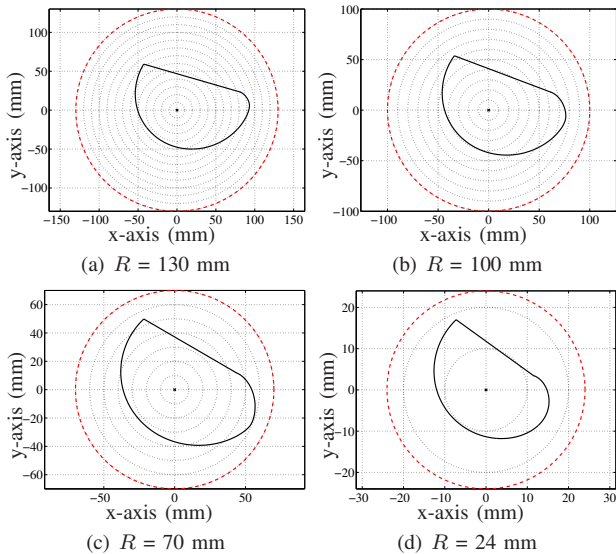 100
50
0
−50
−100
y-axis (mm)
−150 −100 −50 0 50 100 150
x-axis (mm)
(a) R = 130 mm
100
50
0
−50
−100
y-axis (mm)
−100 −50 0 50 100
x-axis (mm)
(b) R = 100 mm
60
40
20
0
−20
−40
−60
y-axis (mm)
−50 0 50
x-axis (mm)
(c) R = 70 mm
20
10
0
−10
−20
y-axis (mm)
−30 −20 −10 0 10 20 30
x-axis (mm)
(d) R = 24 mm